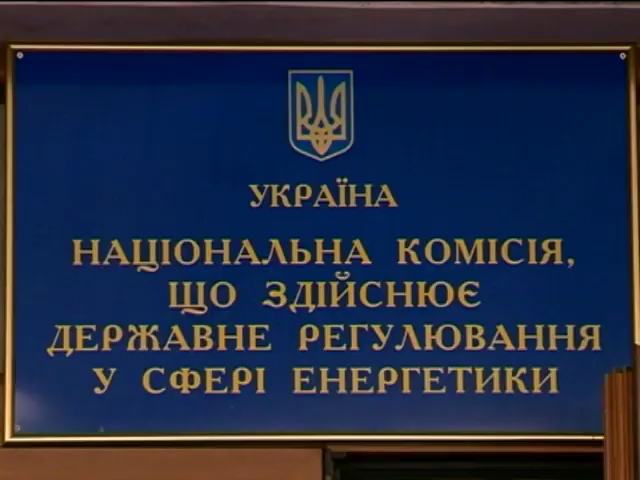 УКРАЇНА
НАЦІОНАЛЬНА КОМІСІЯ,
ЩО ЗДІЙСНЮЄ
ДЕРЖАВНЕ РЕГУЛЮВАННЯ
У СФЕРІ ЕНЕРГЕТИКИ